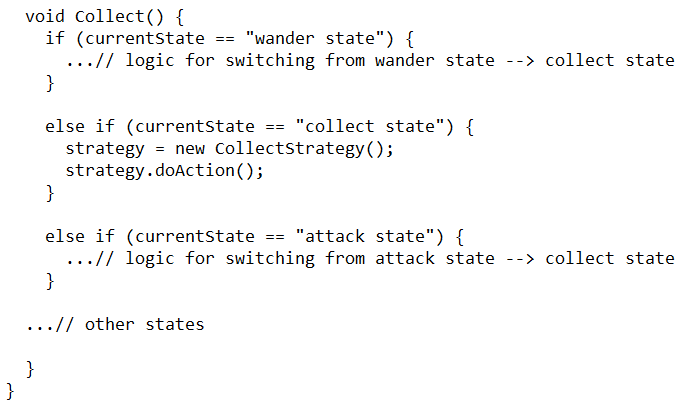 void Collect() {
if (currentState == "wander state") {
...// logic for switching from wander state --> collect state
}
else if (currentState == "collect state") {
strategy = new CollectStrategy();
strategy.doAction();
}
else if (currentState == "attack state") {
...// logic for switching from attack state --> collect state
}
...// other states
}
}